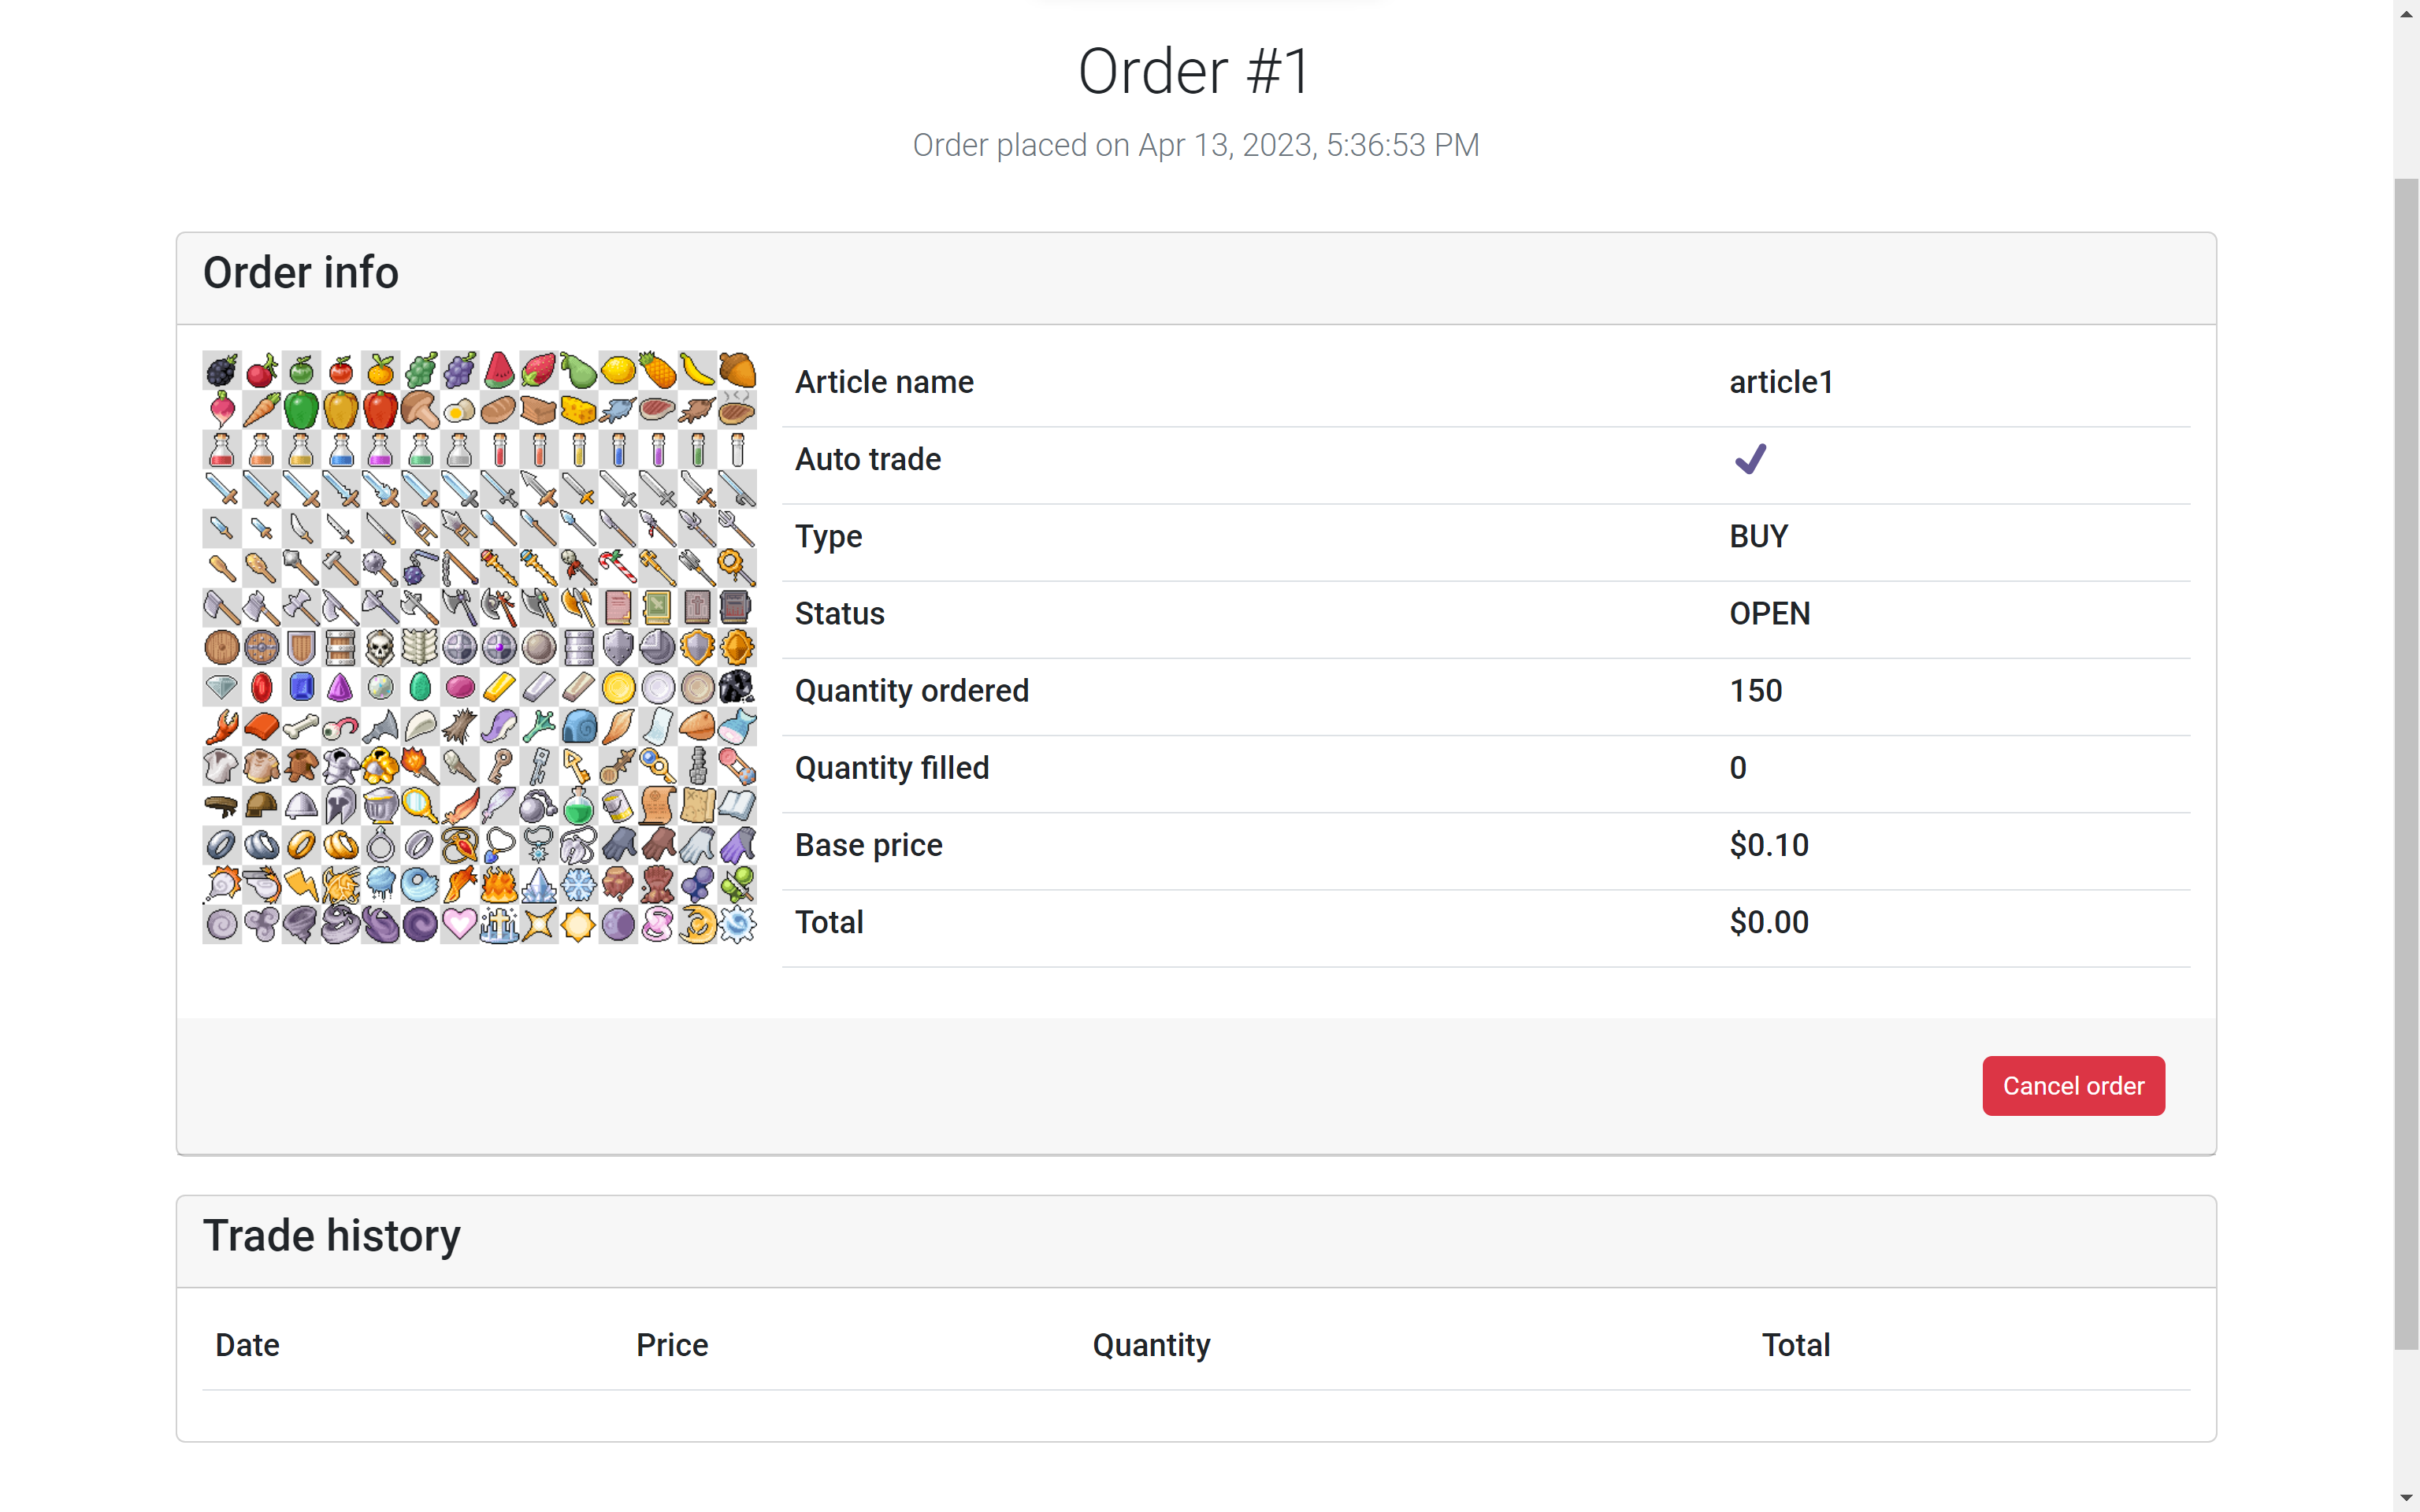 Order #1
Order placed on Apr 13, 2023, 5:36:53 PM
Order info
Article name article1
Auto trade
Type BUY
Status OPEN
Quantity ordered 150
Quantity filled 0
Base price $0.10
Total $0.00
Cancel order
Trade history
Date Price Quantity Total